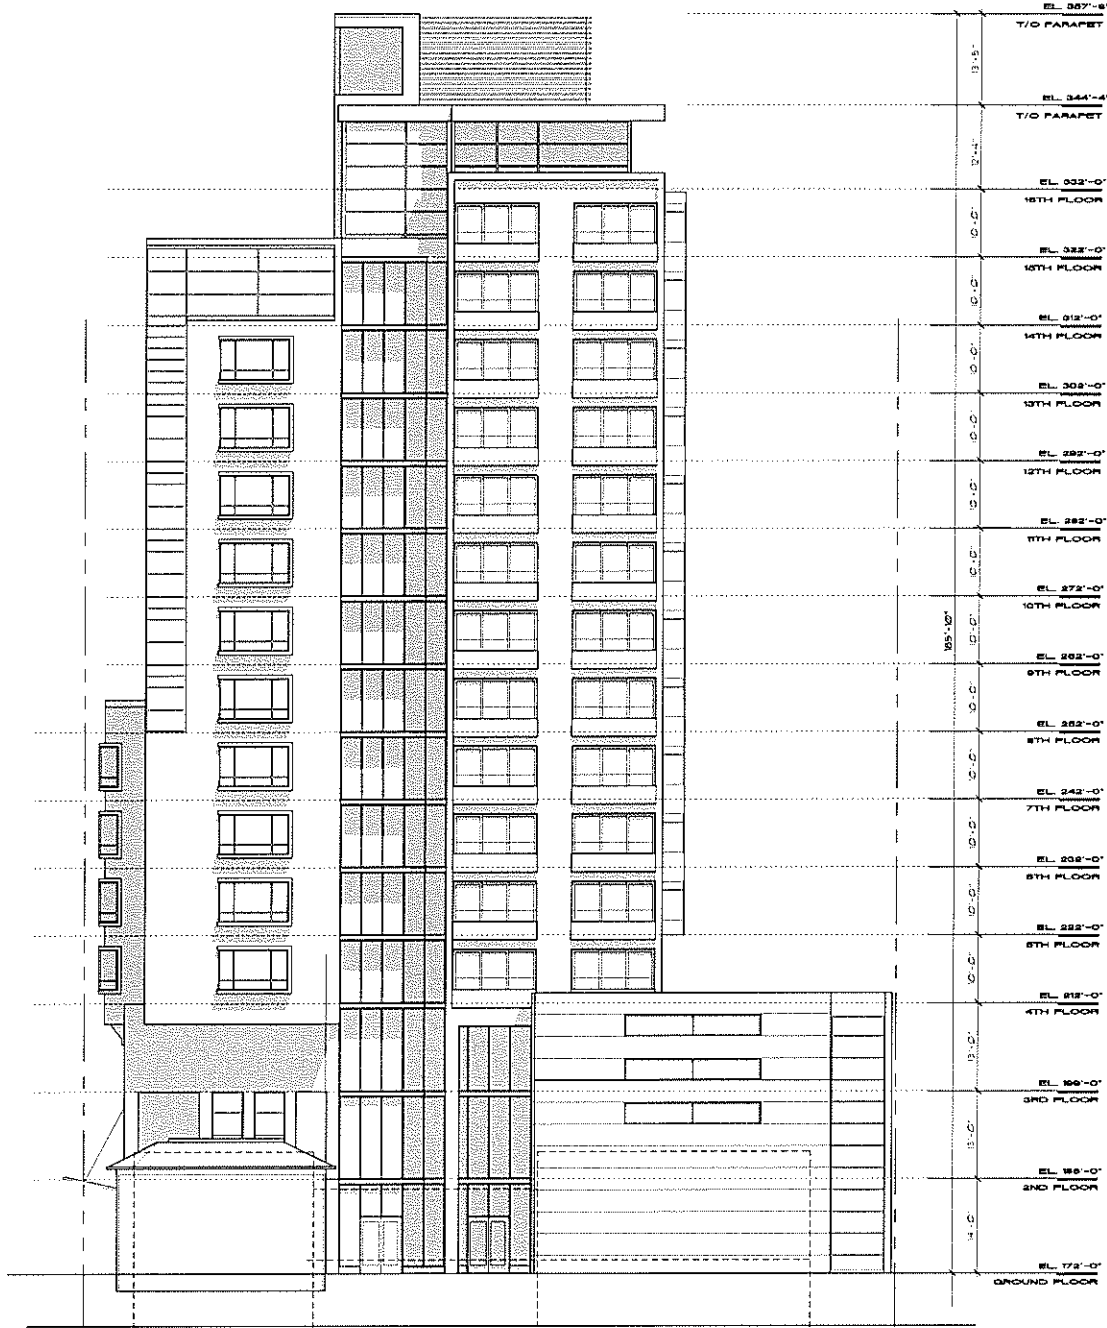 EL. 357'-9"
T/O PARAPET
13'-5"
EL. 344'-4"
T/O PARAPET
12'-4"
EL. 332'-0"
16TH FLOOR
10'-0"
EL. 322'-0"
15TH FLOOR
10'-0"
EL. 312'-0"
14TH FLOOR
10'-0"
EL. 302'-0"
13TH FLOOR
10'-0"
EL. 292'-0"
12TH FLOOR
10'-0"
EL. 282'-0"
11TH FLOOR
10'-0"
EL. 272'-0"
10TH FLOOR
185'-10"
10'-0"
EL. 262'-0"
9TH FLOOR
10'-0"
EL. 252'-0"
8TH FLOOR
10'-0"
EL. 242'-0"
7TH FLOOR
10'-0"
EL. 232'-0"
6TH FLOOR
10'-0"
EL. 222'-0"
5TH FLOOR
10'-0"
EL. 212'-0"
4TH FLOOR
13'-0"
EL. 199'-0"
3RD FLOOR
13'-0"
EL. 186'-0"
2ND FLOOR
14'-0"
EL. 172'-0"
GROUND FLOOR